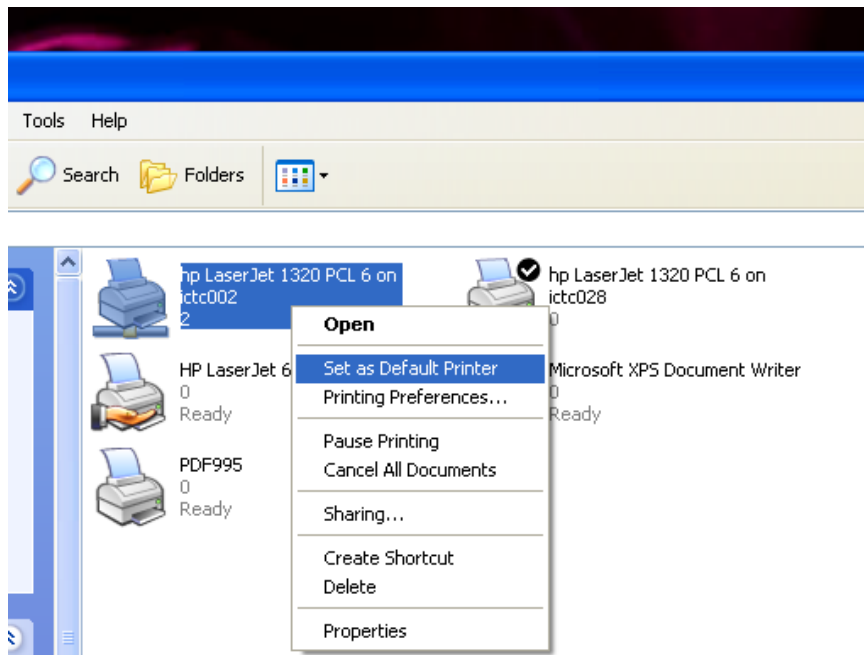 Tools Help
Search Folders
hp LaserJet 1320 PCL 6 on
ictc002
2
hp LaserJet 1320 PCL 6 on
ictc028
0
HP LaserJet 6
0
Ready
Microsoft XPS Document Writer
0
Ready
PDF995
0
Ready
Open
Set as Default Printer
Printing Preferences...
Pause Printing
Cancel All Documents
Sharing...
Create Shortcut
Delete
Properties